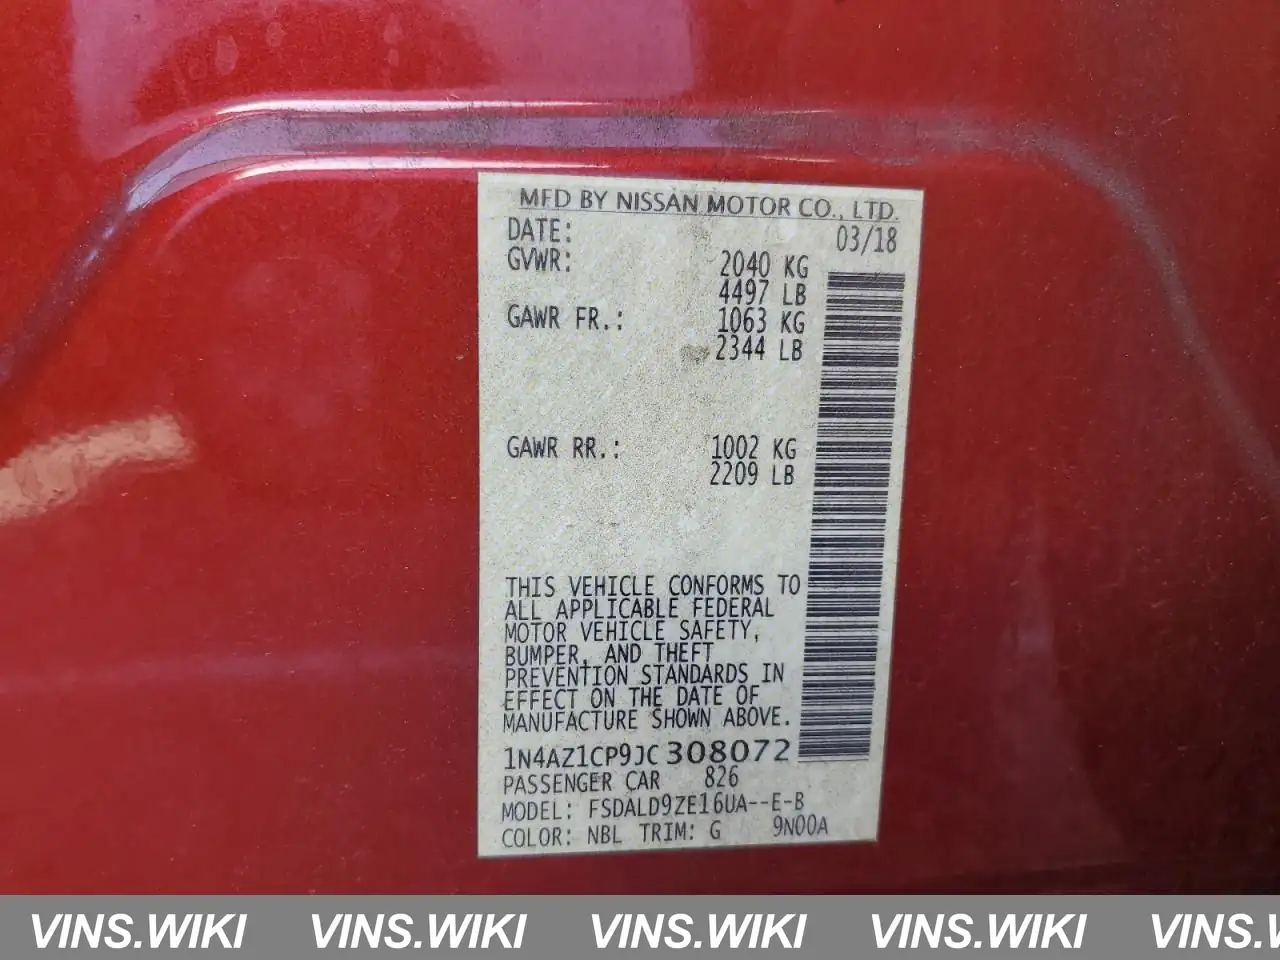 MFD BY NISSAN MOTOR CO., LTD.
DATE: 03/18
GVWR: 2040 KG
4497 LB
GAWR FR.: 1063 KG
2344 LB
GAWR RR.: 1002 KG
2209 LB
THIS VEHICLE CONFORMS TO
ALL APPLICABLE FEDERAL
MOTOR VEHICLE SAFETY,
BUMPER, AND THEFT
PREVENTION STANDARDS IN
EFFECT ON THE DATE OF
MANUFACTURE SHOWN ABOVE.
1N4AZ1CP9JC308072
PASSENGER CAR 826
MODEL: FSDALD9ZE16UA--E-B
COLOR: NBL TRIM: G 9N00A
VINS.WIKI VINS.WIKI VINS.WIKI VINS.WIKI VINS.W